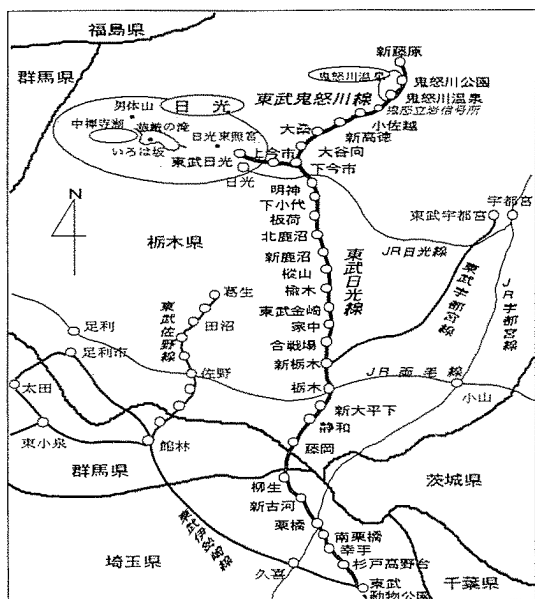 福島県
群馬県
新藤原
鬼怒川温泉
鬼怒川公園
鬼怒川温泉
東武鬼怒川線
小佐越
新高徳
大桑
大谷向
下今市
上今市
日光
男体山
中禅寺湖
華厳の滝
いろは坂
日光東照宮
東武日光
日光
N
明神
下小代
板荷
北鹿沼
新鹿沼
樅山
楡木
東武金崎
家中
合戦場
新栃木
栃木
新大平下
静和
藤岡
柳生
新古河
栗橋
南栗橋
幸手
杉戸高野台
東武
動物公園
東武日光線
栃木県
宇都宮
東武宇都宮
JR日光線
東武宇都宮線
JR宇都宮線
JR両毛線
小山
葛生
田沼
東武佐野線
佐野
足利
足利市
太田
東小泉
館林
群馬県
茨城県
東武伊勢崎線
埼玉県
久喜
千葉県